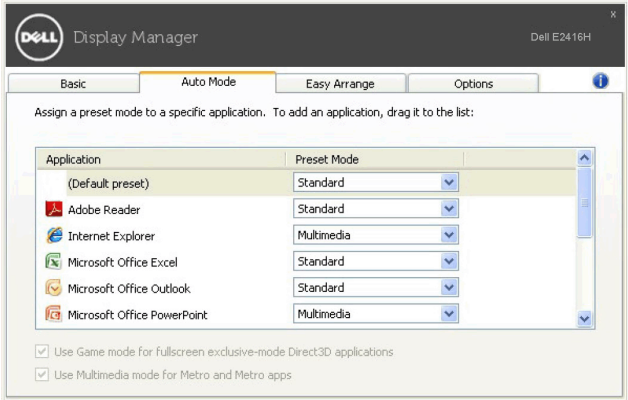 DELL Display Manager
x
Dell E2416H
Basic Auto Mode Easy Arrange Options
Assign a preset mode to a specific application. To add an application, drag it to the list:
Application Preset Mode
(Default preset) Standard
Adobe Reader Standard
Internet Explorer Multimedia
Microsoft Office Excel Standard
Microsoft Office Outlook Standard
Microsoft Office PowerPoint Multimedia
Use Game mode for fullscreen exclusive-mode Direct3D applications
Use Multimedia mode for Metro and Metro apps